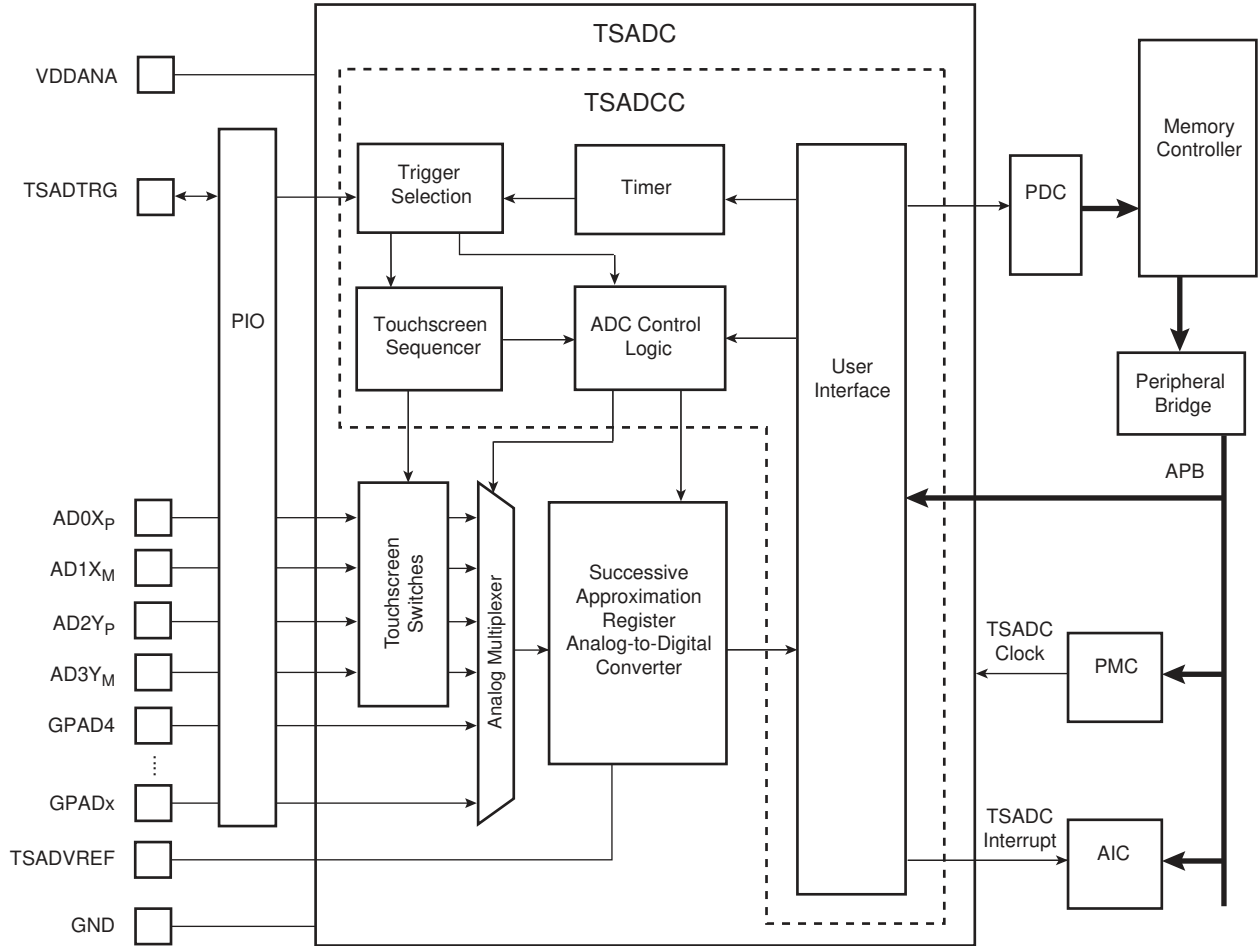 TSADC
VDDANA
TSADCC
Memory
Controller
Trigger
Selection
Timer
PDC
TSADTRG
PIO
Touchscreen
Sequencer
ADC Control
Logic
User
Interface
Peripheral
Bridge
APB
AD0XP
AD1XM
AD2YP
AD3YM
GPAD4
.....
GPADx
Touchscreen
Switches
Analog Multiplexer
Successive
Approximation
Register
Analog-to-Digital
Converter
TSADC
Clock
PMC
TSADC
Interrupt
AIC
TSADVREF
GND